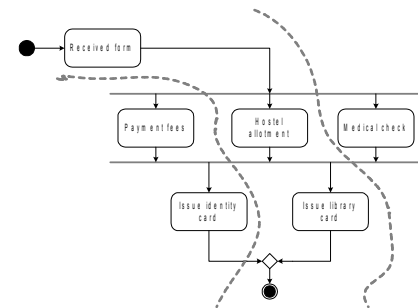 Received form
Payment fees
Hostel
allotment
Medical check
Issue identity
card
Issue library
card